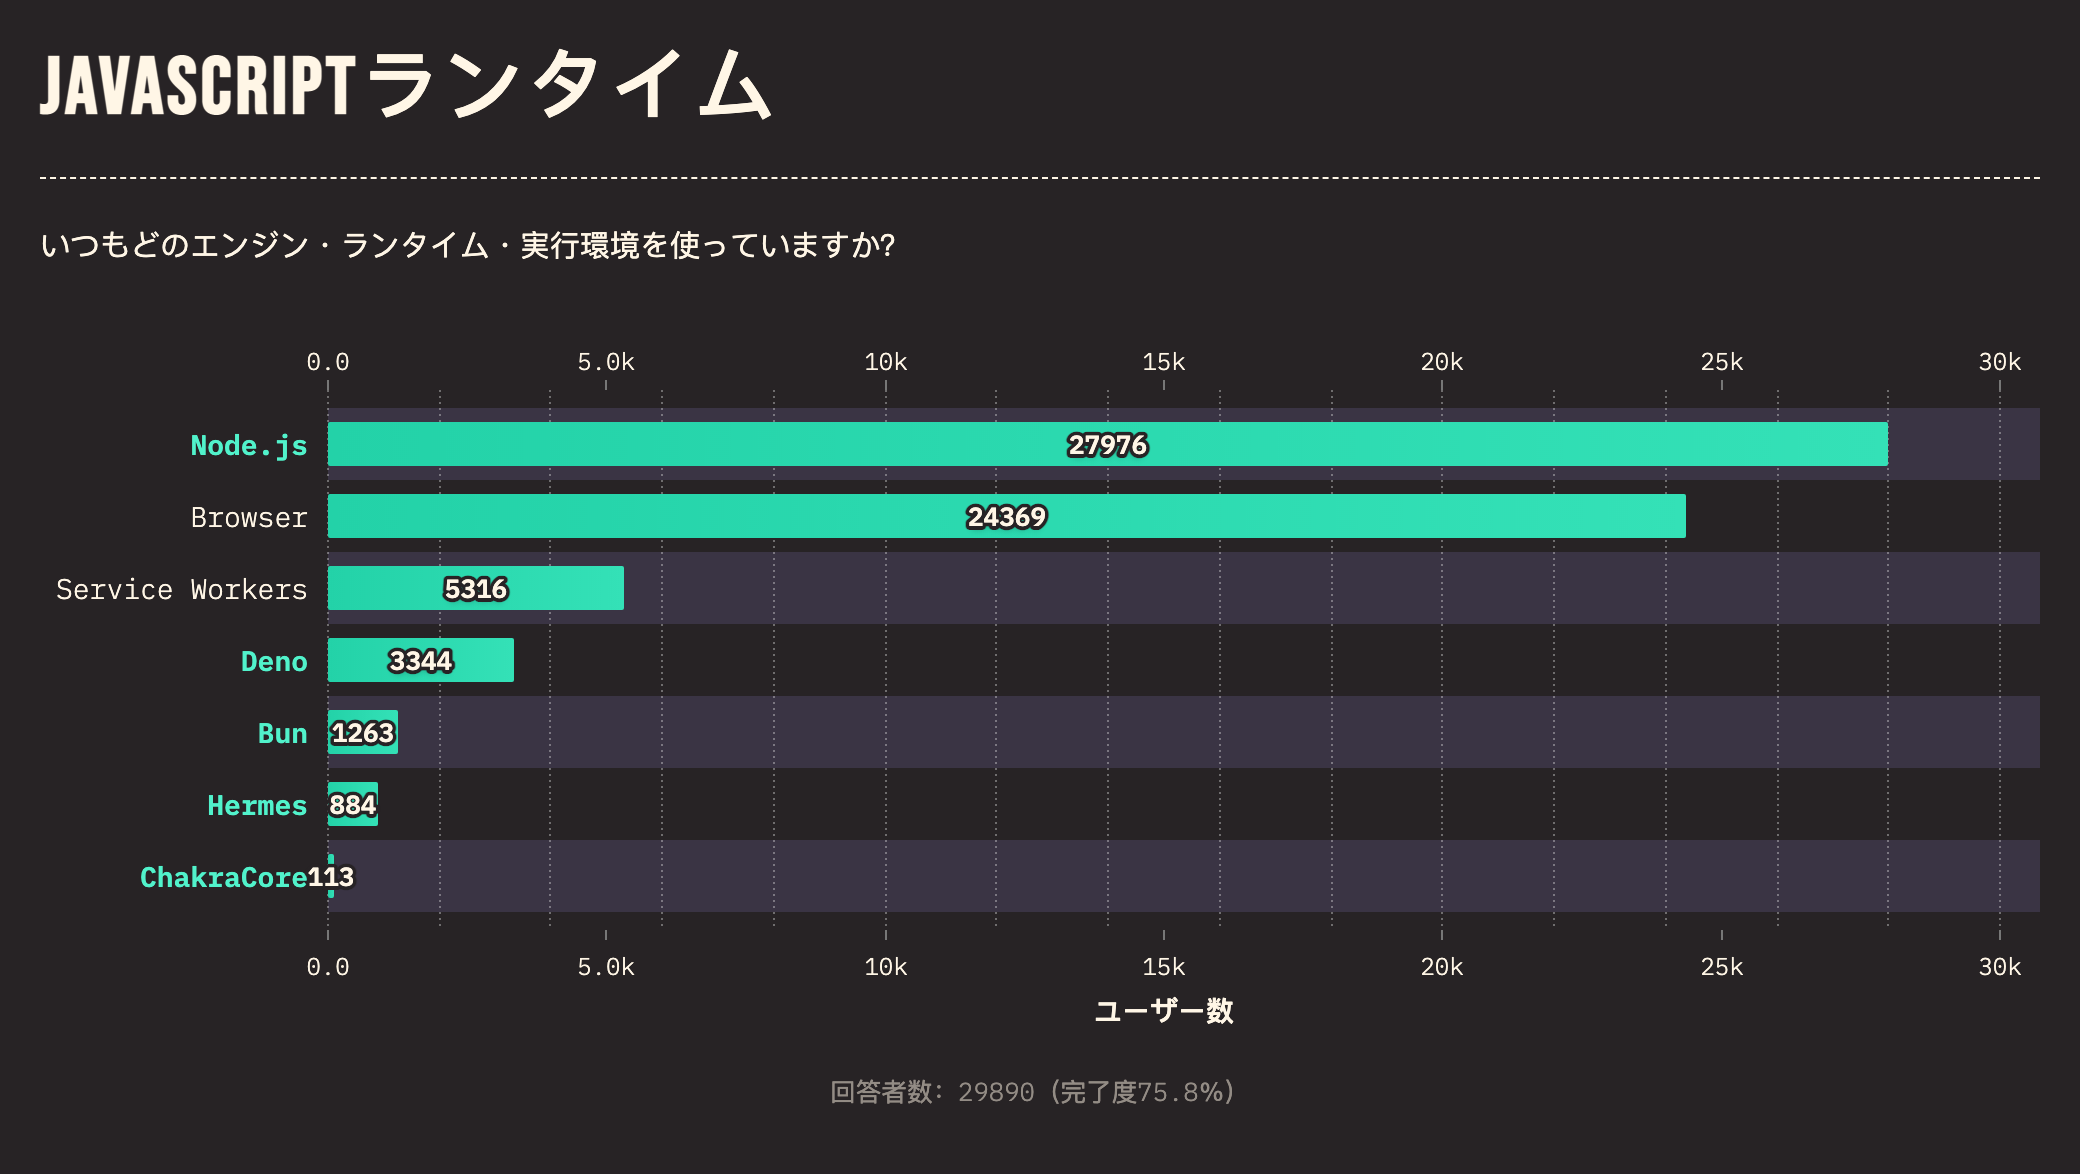 JAVASCRIPTランタイム
いつもどのエンジン・ランタイム・実行環境を使っていますか?
0.0 5.0k 10k 15k 20k 25k 30k
Node.js 27976
Browser 24369
Service Workers 5316
Deno 3344
Bun 1263
Hermes 884
ChakraCore 113
0.0 5.0k 10k 15k 20k 25k 30k
ユーザー数
回答者数: 29890 (完了度75.8%)